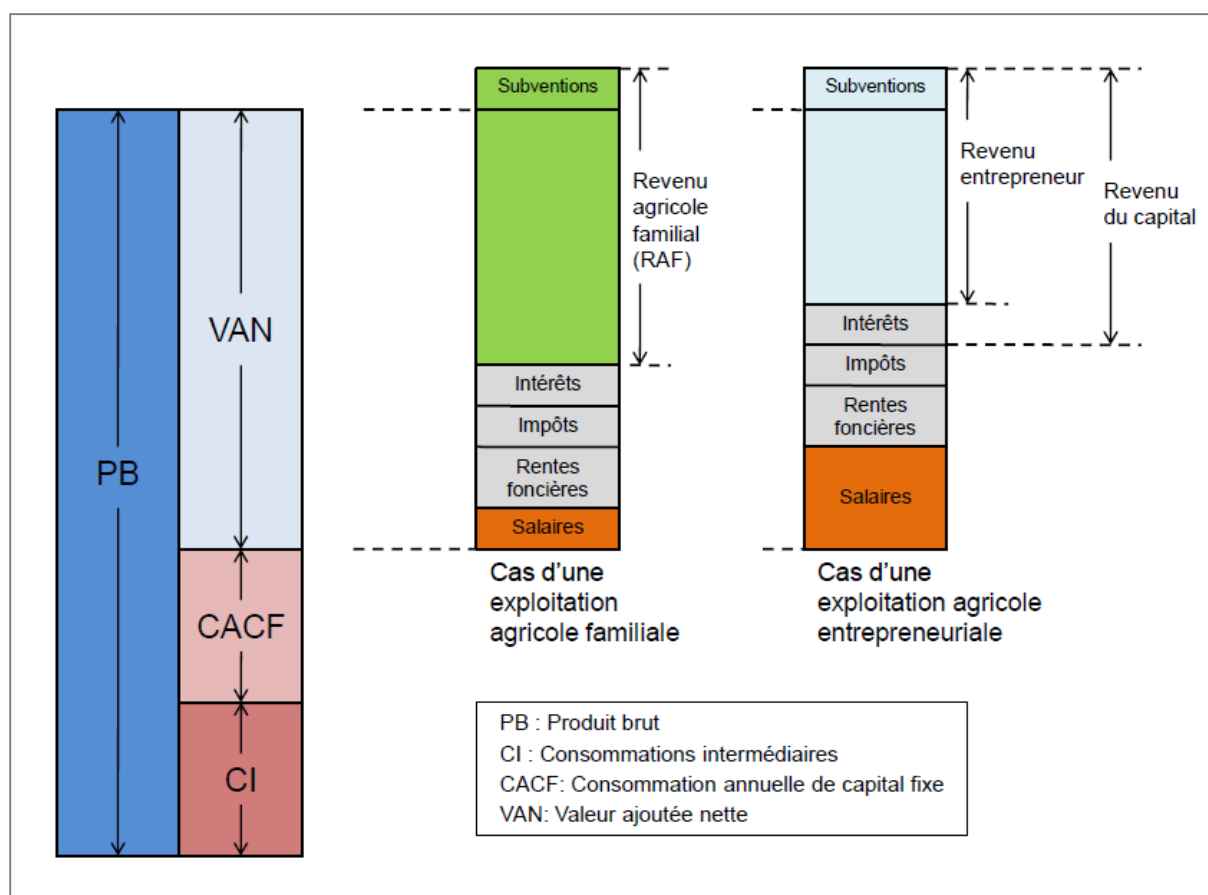 PB
VAN
CACF
CI
Subventions
Revenu
agricole
familial
(RAF)
Intérêts
Impôts
Rentes
foncières
Salaires
Cas d'une
exploitation
agricole familiale
Subventions
Revenu
entrepreneur
Revenu
du capital
Intérêts
Impôts
Rentes
foncières
Salaires
Cas d'une
exploitation agricole
entrepreneuriale
PB : Produit brut
CI : Consommations intermédiaires
CACF: Consommation annuelle de capital fixe
VAN: Valeur ajoutée nette